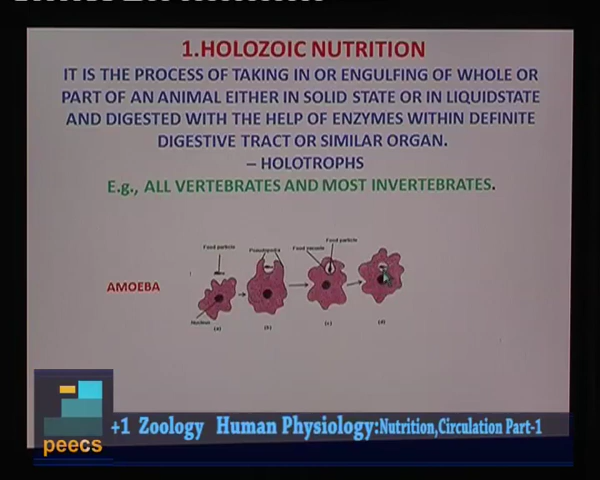 1.HOLOZOIC NUTRITION
IT IS THE PROCESS OF TAKING IN OR ENGULFING OF WHOLE OR
PART OF AN ANIMAL EITHER IN SOLID STATE OR IN LIQUIDSTATE
AND DIGESTED WITH THE HELP OF ENZYMES WITHIN DEFINITE
DIGESTIVE TRACT OR SIMILAR ORGAN.
– HOLOTROPHS
E.g., ALL VERTEBRATES AND MOST INVERTEBRATES.
Food particle
Food particle Pseudopodia Food vacuole
AMOEBA
Nucleus
(a) (b) (c) (d)
+1 Zoology Human Physiology:Nutrition,Circulation Part-1
peecs